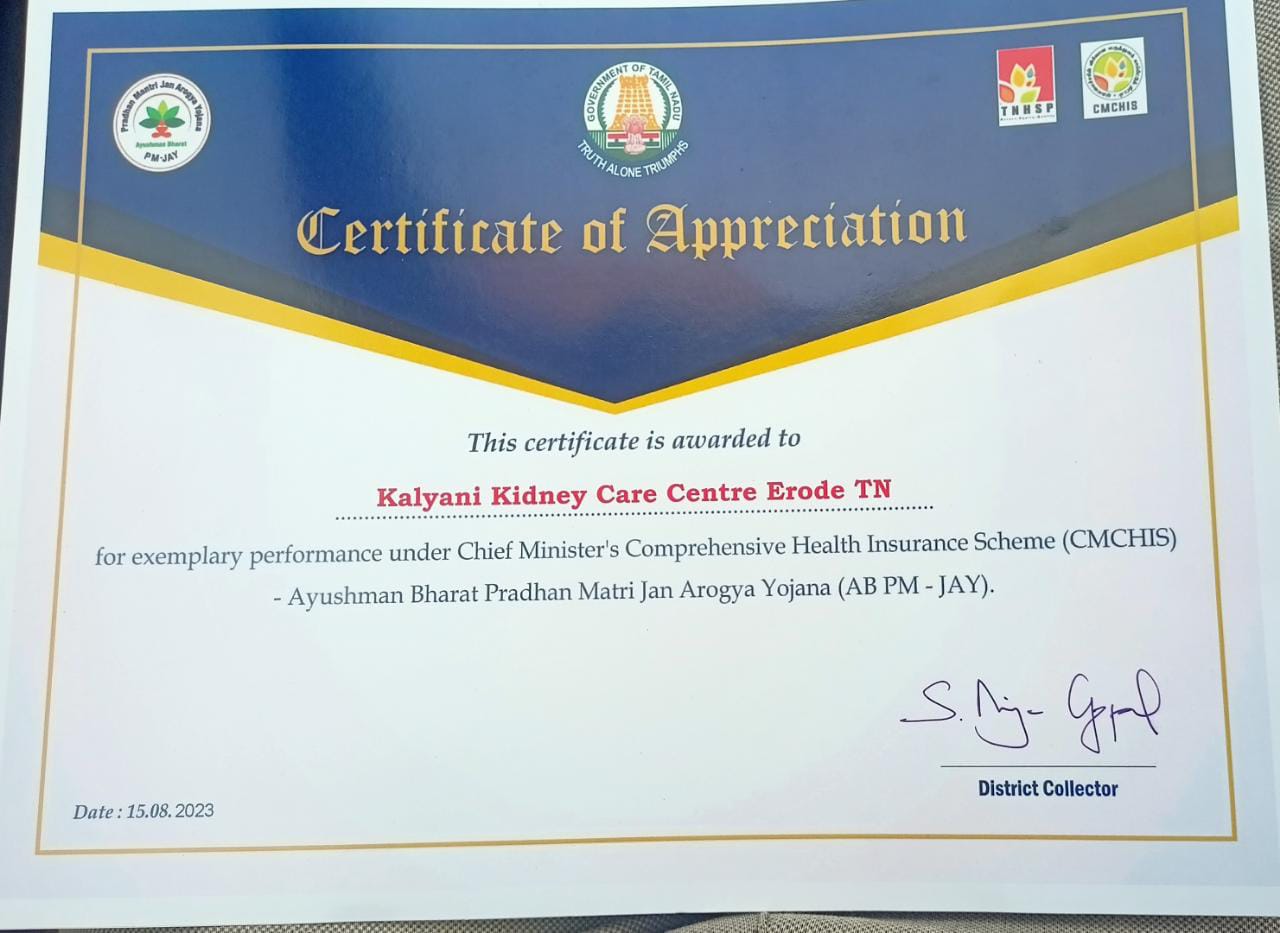 Pradhan Mantri Jan Arogya Yojana
Ayushman Bharat
PM-JAY
GOVERNMENT OF TAMIL NADU
TRUTH ALONE TRIUMPHS
TNHSP
CMCHIS
Certificate of Appreciation
This certificate is awarded to
Kalyani Kidney Care Centre Erode TN
for exemplary performance under Chief Minister's Comprehensive Health Insurance Scheme (CMCHIS)
- Ayushman Bharat Pradhan Matri Jan Arogya Yojana (AB PM - JAY).
District Collector
Date : 15.08. 2023